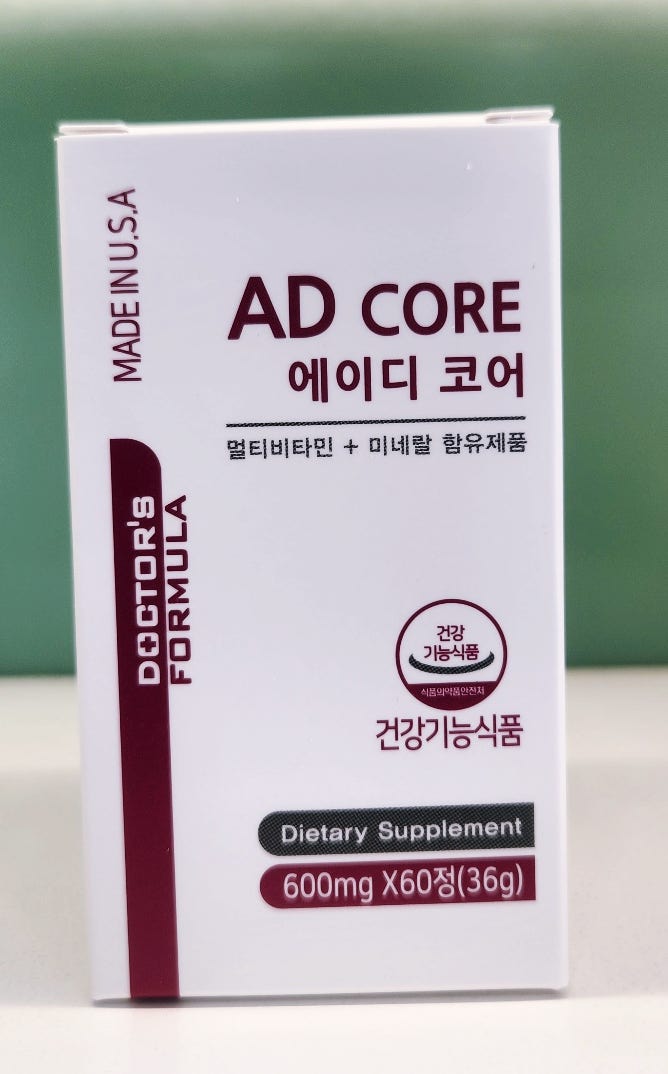 MADE IN U.S.A
AD CORE
에이디 코어
멀티비타민 + 미네랄 함유제품
DOCTOR'S
FORMULA
건강
기능식품
식품의약품안전처
건강기능식품
Dietary Supplement
600mg X60정(36g)